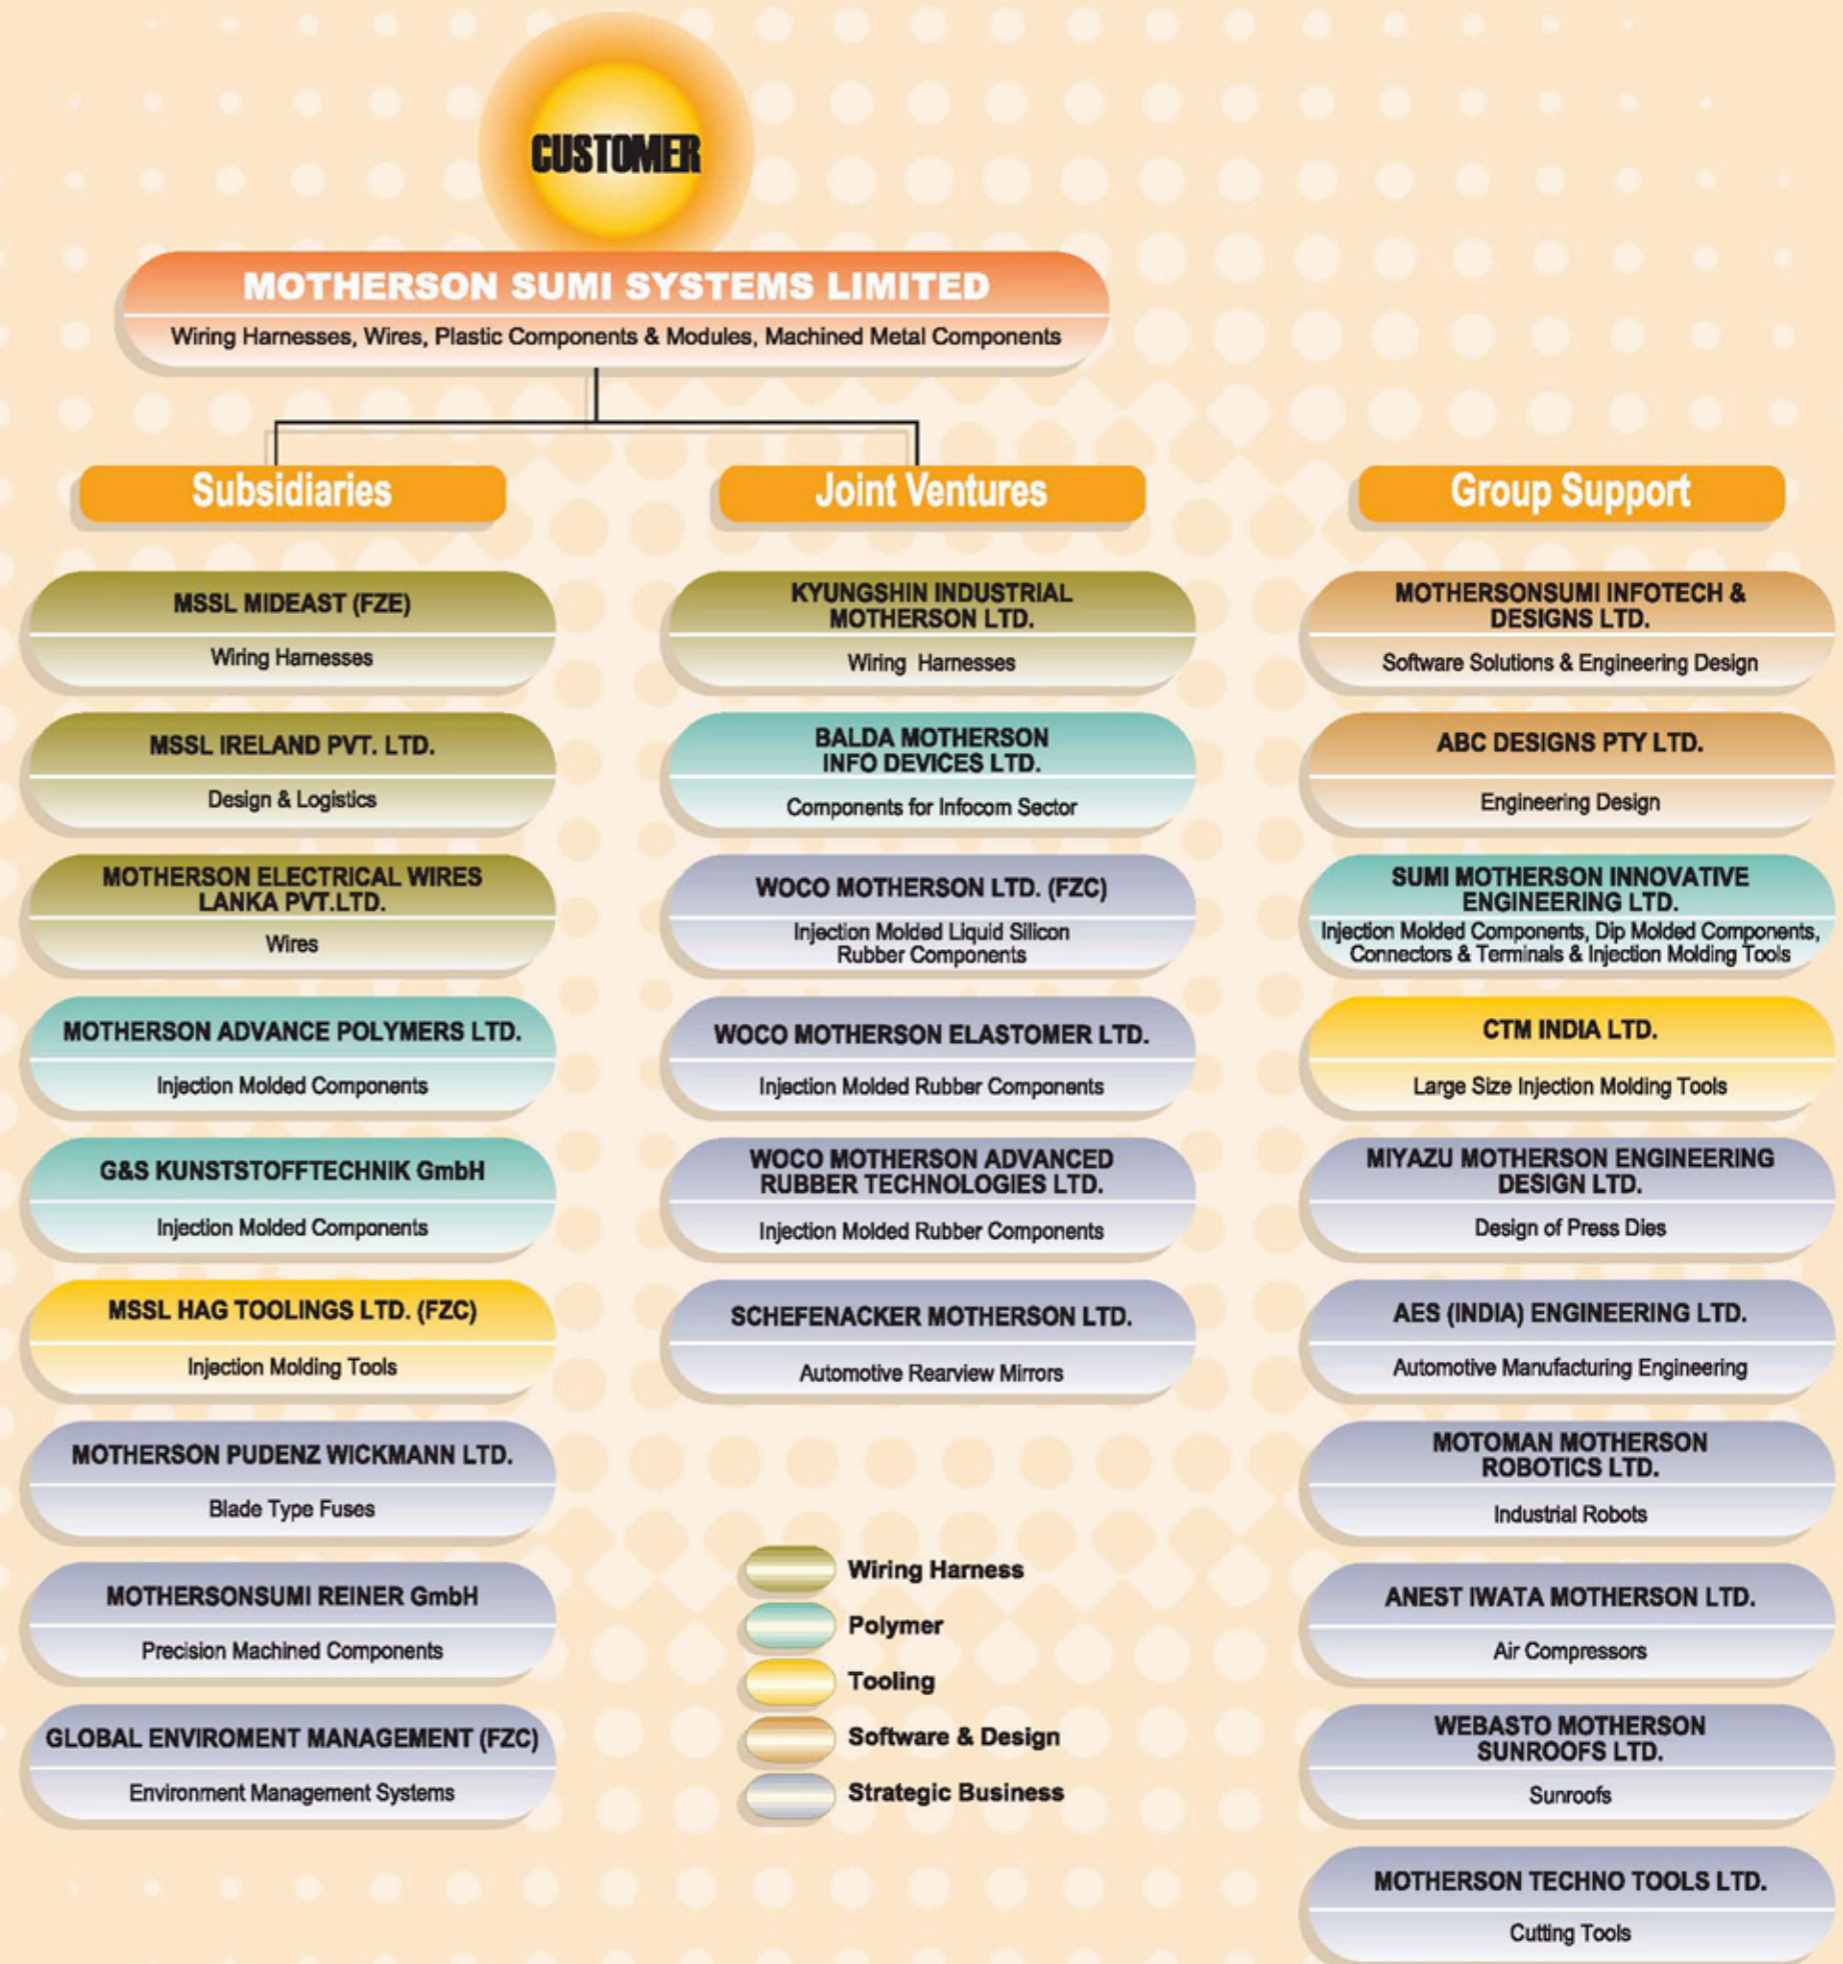 CUSTOMER
MOTHERSON SUMI SYSTEMS LIMITED
Wiring Harnesses, Wires, Plastic Components & Modules, Machined Metal Components
Subsidiaries
MSSL MIDEAST (FZE)
Wiring Harnesses
MSSL IRELAND PVT. LTD.
Design & Logistics
MOTHERSON ELECTRICAL WIRES
LANKA PVT.LTD.
Wires
MOTHERSON ADVANCE POLYMERS LTD.
Injection Molded Components
G&S KUNSTSTOFFTECHNIK GmbH
Injection Molded Components
MSSL HAG TOOLINGS LTD. (FZC)
Injection Molding Tools
MOTHERSON PUDENZ WICKMANN LTD.
Blade Type Fuses
MOTHERSONSUMI REINER GmbH
Precision Machined Components
GLOBAL ENVIROMENT MANAGEMENT (FZC)
Environment Management Systems
Joint Ventures
KYUNGSHIN INDUSTRIAL
MOTHERSON LTD.
Wiring Harnesses
BALDA MOTHERSON
INFO DEVICES LTD.
Components for Infocom Sector
WOCO MOTHERSON LTD. (FZC)
Injection Molded Liquid Silicon
Rubber Components
WOCO MOTHERSON ELASTOMER LTD.
Injection Molded Rubber Components
WOCO MOTHERSON ADVANCED
RUBBER TECHNOLOGIES LTD.
Injection Molded Rubber Components
SCHEFENACKER MOTHERSON LTD.
Automotive Rearview Mirrors
Wiring Harness
Polymer
Tooling
Software & Design
Strategic Business
Group Support
MOTHERSONSUMI INFOTECH &
DESIGNS LTD.
Software Solutions & Engineering Design
ABC DESIGNS PTY LTD.
Engineering Design
SUMI MOTHERSON INNOVATIVE
ENGINEERING LTD.
Injection Molded Components, Dip Molded Components,
Connectors & Terminals & Injection Molding Tools
CTM INDIA LTD.
Large Size Injection Molding Tools
MIYAZU MOTHERSON ENGINEERING
DESIGN LTD.
Design of Press Dies
AES (INDIA) ENGINEERING LTD.
Automotive Manufacturing Engineering
MOTOMAN MOTHERSON
ROBOTICS LTD.
Industrial Robots
ANEST IWATA MOTHERSON LTD.
Air Compressors
WEBASTO MOTHERSON
SUNROOFS LTD.
Sunroofs
MOTHERSON TECHNO TOOLS LTD.
Cutting Tools